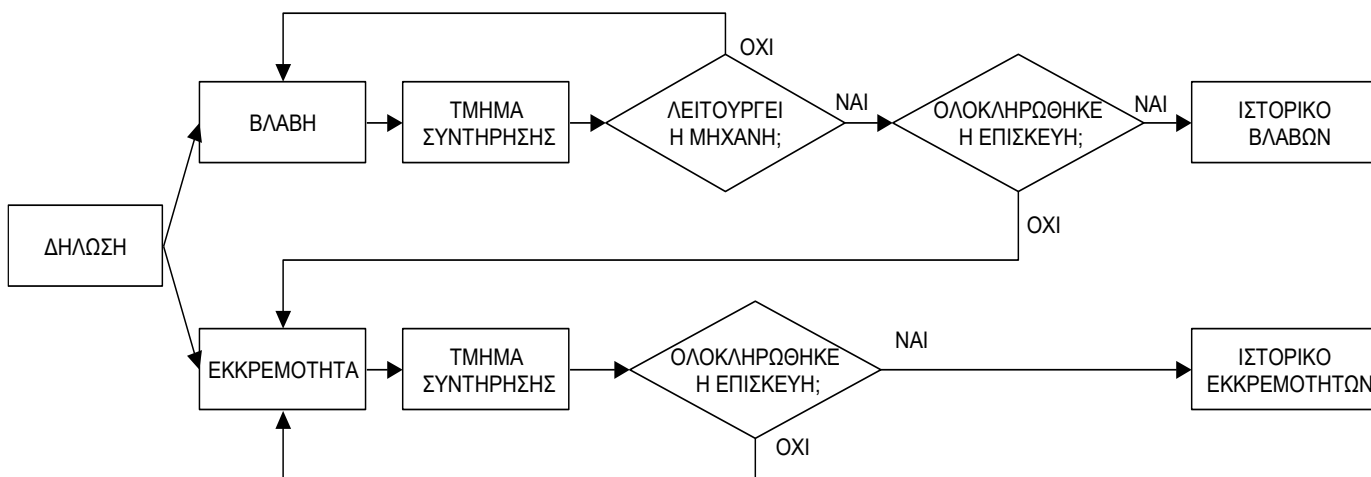 ΟΧΙ
ΒΛΑΒΗ
ΤΜΗΜΑ
ΣΥΝΤΗΡΗΣΗΣ
ΛΕΙΤΟΥΡΓΕΙ
Η ΜΗΧΑΝΗ;
ΝΑΙ
ΟΛΟΚΛΗΡΩΘΗΚΕ
Η ΕΠΙΣΚΕΥΗ;
ΝΑΙ
ΙΣΤΟΡΙΚΟ
ΒΛΑΒΩΝ
ΟΧΙ
ΔΗΛΩΣΗ
ΕΚΚΡΕΜΟΤΗΤΑ
ΤΜΗΜΑ
ΣΥΝΤΗΡΗΣΗΣ
ΟΛΟΚΛΗΡΩΘΗΚΕ
Η ΕΠΙΣΚΕΥΗ;
ΝΑΙ
ΙΣΤΟΡΙΚΟ
ΕΚΚΡΕΜΟΤΗΤΩΝ
ΟΧΙ